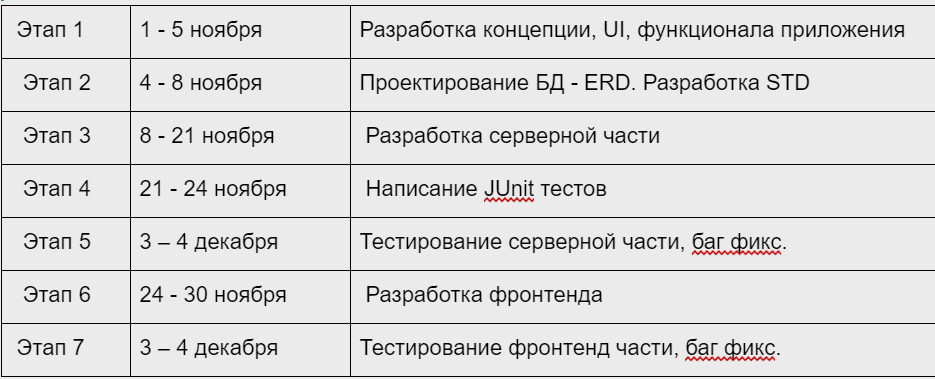 Этап 1 1 - 5 ноября Разработка концепции, UI, функционала приложения
Этап 2 4 - 8 ноября Проектирование БД - ERD. Разработка STD
Этап 3 8 - 21 ноября Разработка серверной части
Этап 4 21 - 24 ноября Написание JUnit тестов
Этап 5 3 – 4 декабря Тестирование серверной части, баг фикс.
Этап 6 24 - 30 ноября Разработка фронтенда
Этап 7 3 – 4 декабря Тестирование фронтенд части, баг фикс.